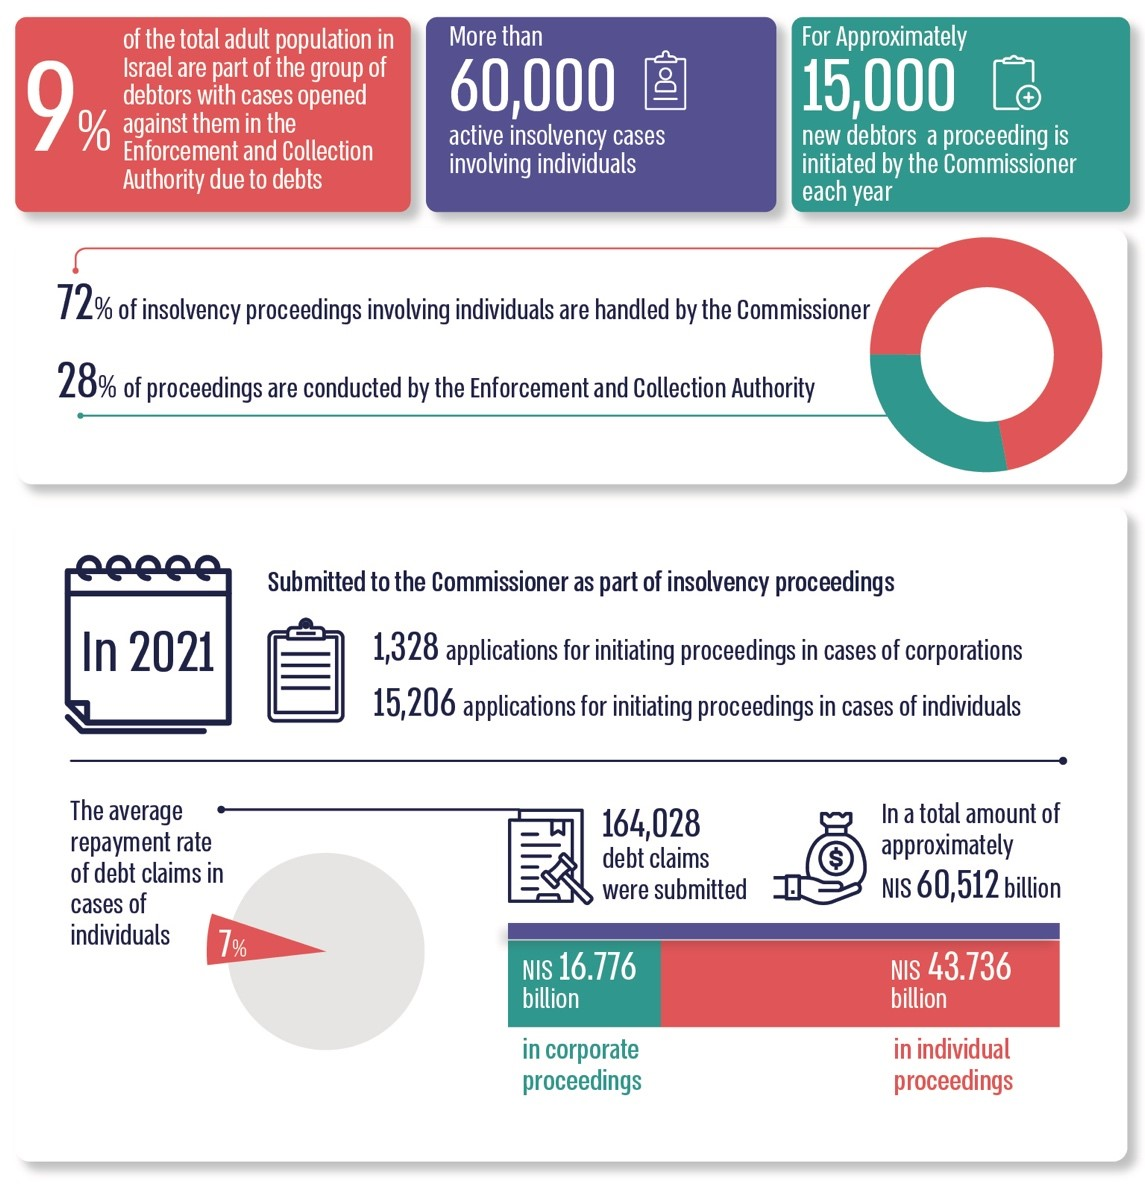 9%
of the total adult population in
Israel are part of the group of
debtors with cases opened
against them in the
Enforcement and Collection
Authority due to debts
More than
60,000
active insolvency cases
involving individuals
For Approximately
15,000
new debtors a proceeding is
initiated by the Commissioner
each year
72% of insolvency proceedings involving individuals are handled by the Commissioner
28% of proceedings are conducted by the Enforcement and Collection Authority
In 2021
Submitted to the Commissioner as part of insolvency proceedings
1,328 applications for initiating proceedings in cases of corporations
15,206 applications for initiating proceedings in cases of individuals
The average
repayment rate
of debt claims in
cases of
individuals
7%
164,028
debt claims
were submitted
$
In a total amount of
approximately
NIS 60,512 billion
NIS 16.776
billion
in corporate
proceedings
NIS 43.736
billion
in individual
proceedings